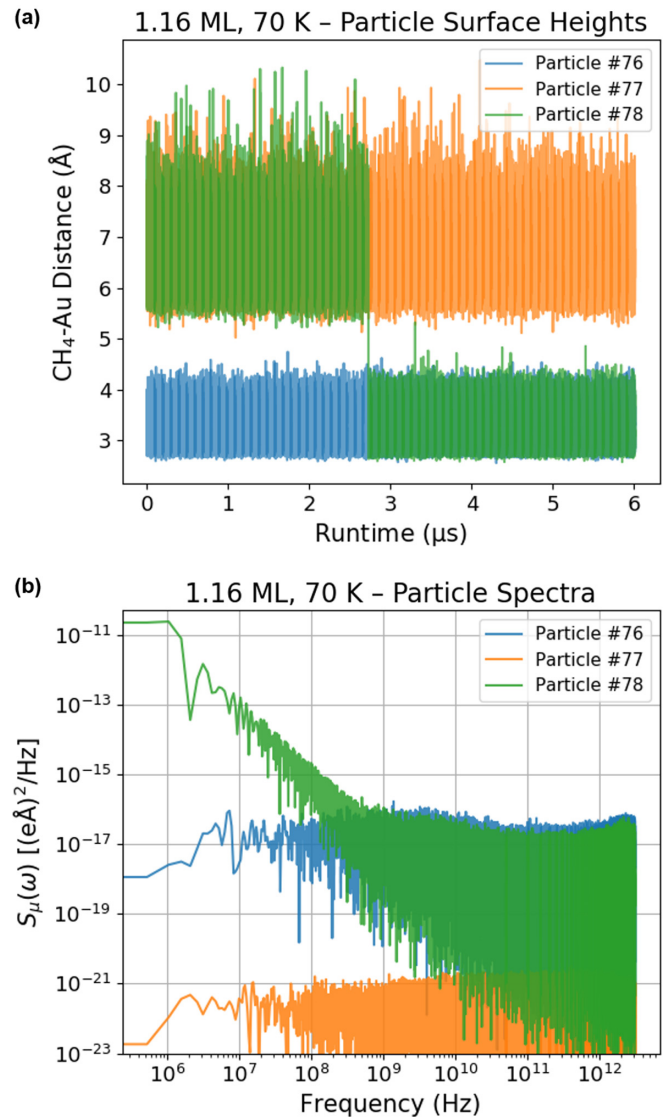 (a)
1.16 ML, 70 K – Particle Surface Heights
Particle #76
Particle #77
Particle #78
CH₄-Au Distance (Å)
10
9
8
7
6
5
4
3
0 1 2 3 4 5 6
Runtime (µs)
(b)
1.16 ML, 70 K – Particle Spectra
Particle #76
Particle #77
Particle #78
Sμ(ω) [(eÅ)²/Hz]
10⁻¹¹
10⁻¹³
10⁻¹⁵
10⁻¹⁷
10⁻¹⁹
10⁻²¹
10⁻²³
10⁶ 10⁷ 10⁸ 10⁹ 10¹⁰ 10¹¹ 10¹²
Frequency (Hz)